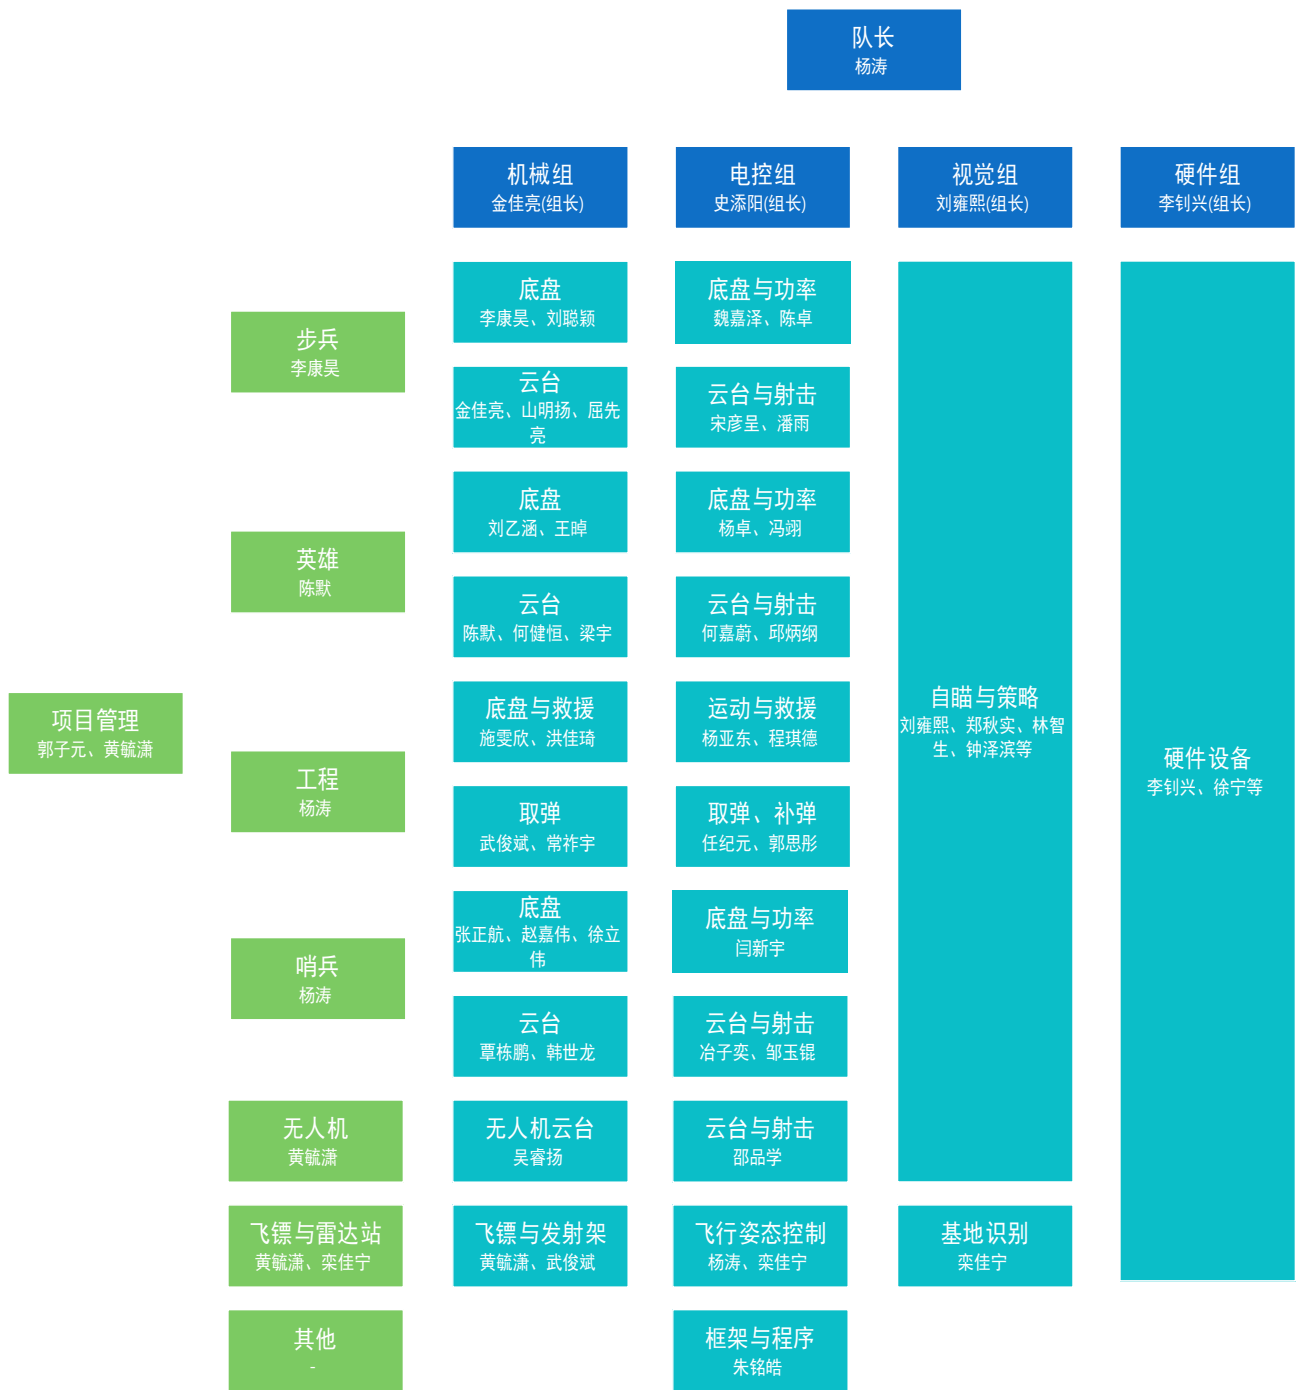 队长
杨涛
机械组
金佳亮(组长)
电控组
史添阳(组长)
视觉组
刘雍熙(组长)
硬件组
李钊兴(组长)
步兵
李康昊
底盘
李康昊、刘聪颖
底盘与功率
魏嘉泽、陈卓
云台
金佳亮、山明扬、屈先
亮
云台与射击
宋彦呈、潘雨
英雄
陈默
底盘
刘乙涵、王晫
底盘与功率
杨卓、冯翊
云台
陈默、何健恒、梁宇
云台与射击
何嘉蔚、邱炳纲
项目管理
郭子元、黄毓潇
工程
杨涛
底盘与救援
施雯欣、洪佳琦
运动与救援
杨亚东、程琪德
取弹
武俊斌、常祚宇
取弹、补弹
任纪元、郭思彤
自瞄与策略
刘雍熙、郑秋实、林智
生、钟泽滨等
硬件设备
李钊兴、徐宁等
哨兵
杨涛
底盘
张正航、赵嘉伟、徐立
伟
底盘与功率
闫新宇
云台
覃栋鹏、韩世龙
云台与射击
冶子奕、邹玉锟
无人机
黄毓潇
无人机云台
吴睿扬
云台与射击
邵品学
飞镖与雷达站
黄毓潇、栾佳宁
飞镖与发射架
黄毓潇、武俊斌
飞行姿态控制
杨涛、栾佳宁
基地识别
栾佳宁
其他
-
框架与程序
朱铭皓